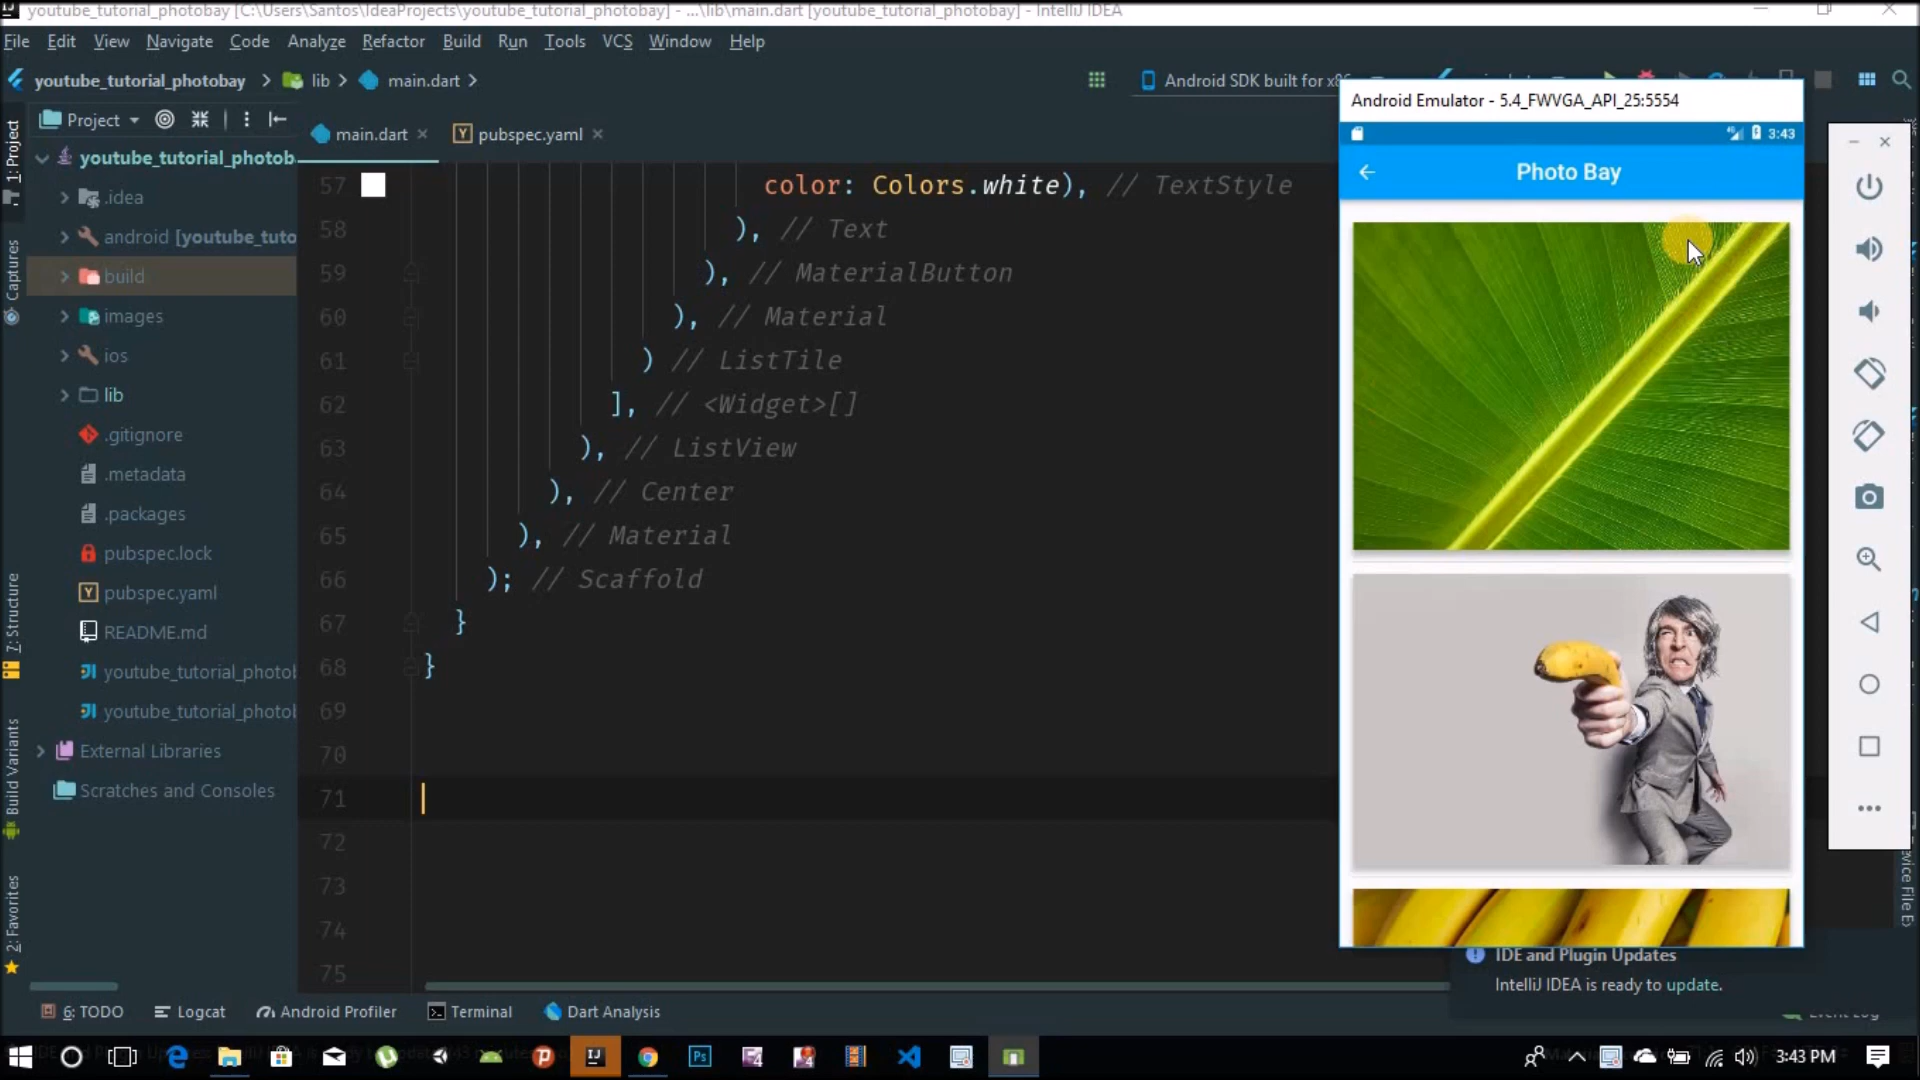 youtube_tutorial_photobay [C:\Users\Santos\IdeaProjects\youtube_tutorial_photobay] - ...\lib\main.dart [youtube_tutorial_photobay] - IntelliJ IDEA
File Edit View Navigate Code Analyze Refactor Build Run Tools VCS Window Help
youtube_tutorial_photobay lib main.dart Android SDK built for x8
Project
main.dart
pubspec.yaml
1: Project
Captures
7: Structure
Build Variants
2: Favorites
youtube_tutorial_photob
.idea
android [youtube_tuto
build
images
ios
lib
.gitignore
.metadata
.packages
pubspec.lock
pubspec.yaml
README.md
youtube_tutorial_photob
youtube_tutorial_photob
External Libraries
Scratches and Consoles
57 color: Colors.white), // TextStyle
58 ), // Text
59 ), // MaterialButton
60 ), // Material
61 ) // ListTile
62 ], // <Widget>[]
63 ), // ListView
64 ), // Center
65 ), // Material
66 ); // Scaffold
67 }
68 }
69
70
71
72
73
74
75
Android Emulator - 5.4_FWVGA_API_25:5554
3:43
Photo Bay
IDE and Plugin Updates
IntelliJ IDEA is ready to update.
6: TODO Logcat Android Profiler Terminal Dart Analysis Event Log
3:43 PM